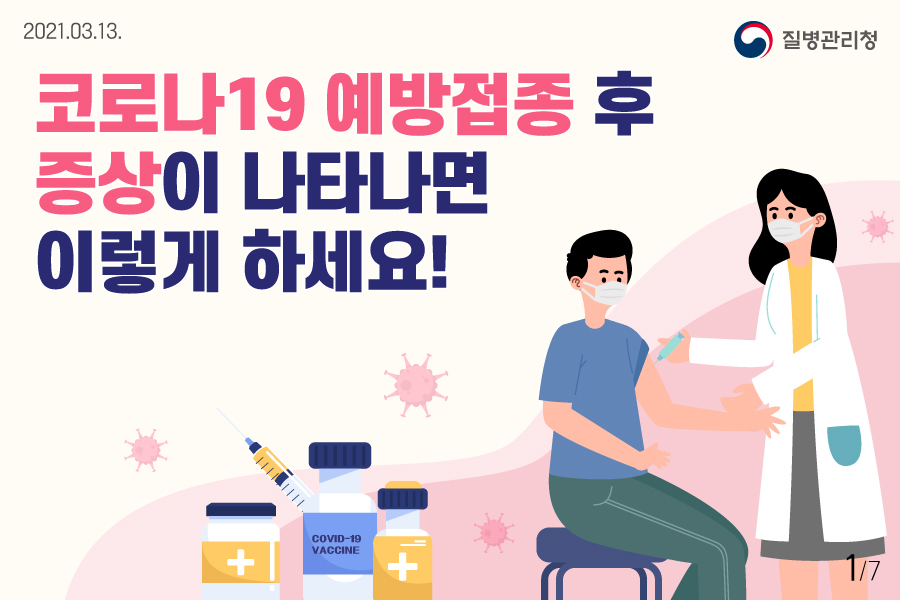 2021.03.13.
질병관리청
코로나19 예방접종 후
증상이 나타나면
이렇게 하세요!
COVID-19
VACCINE
1/7